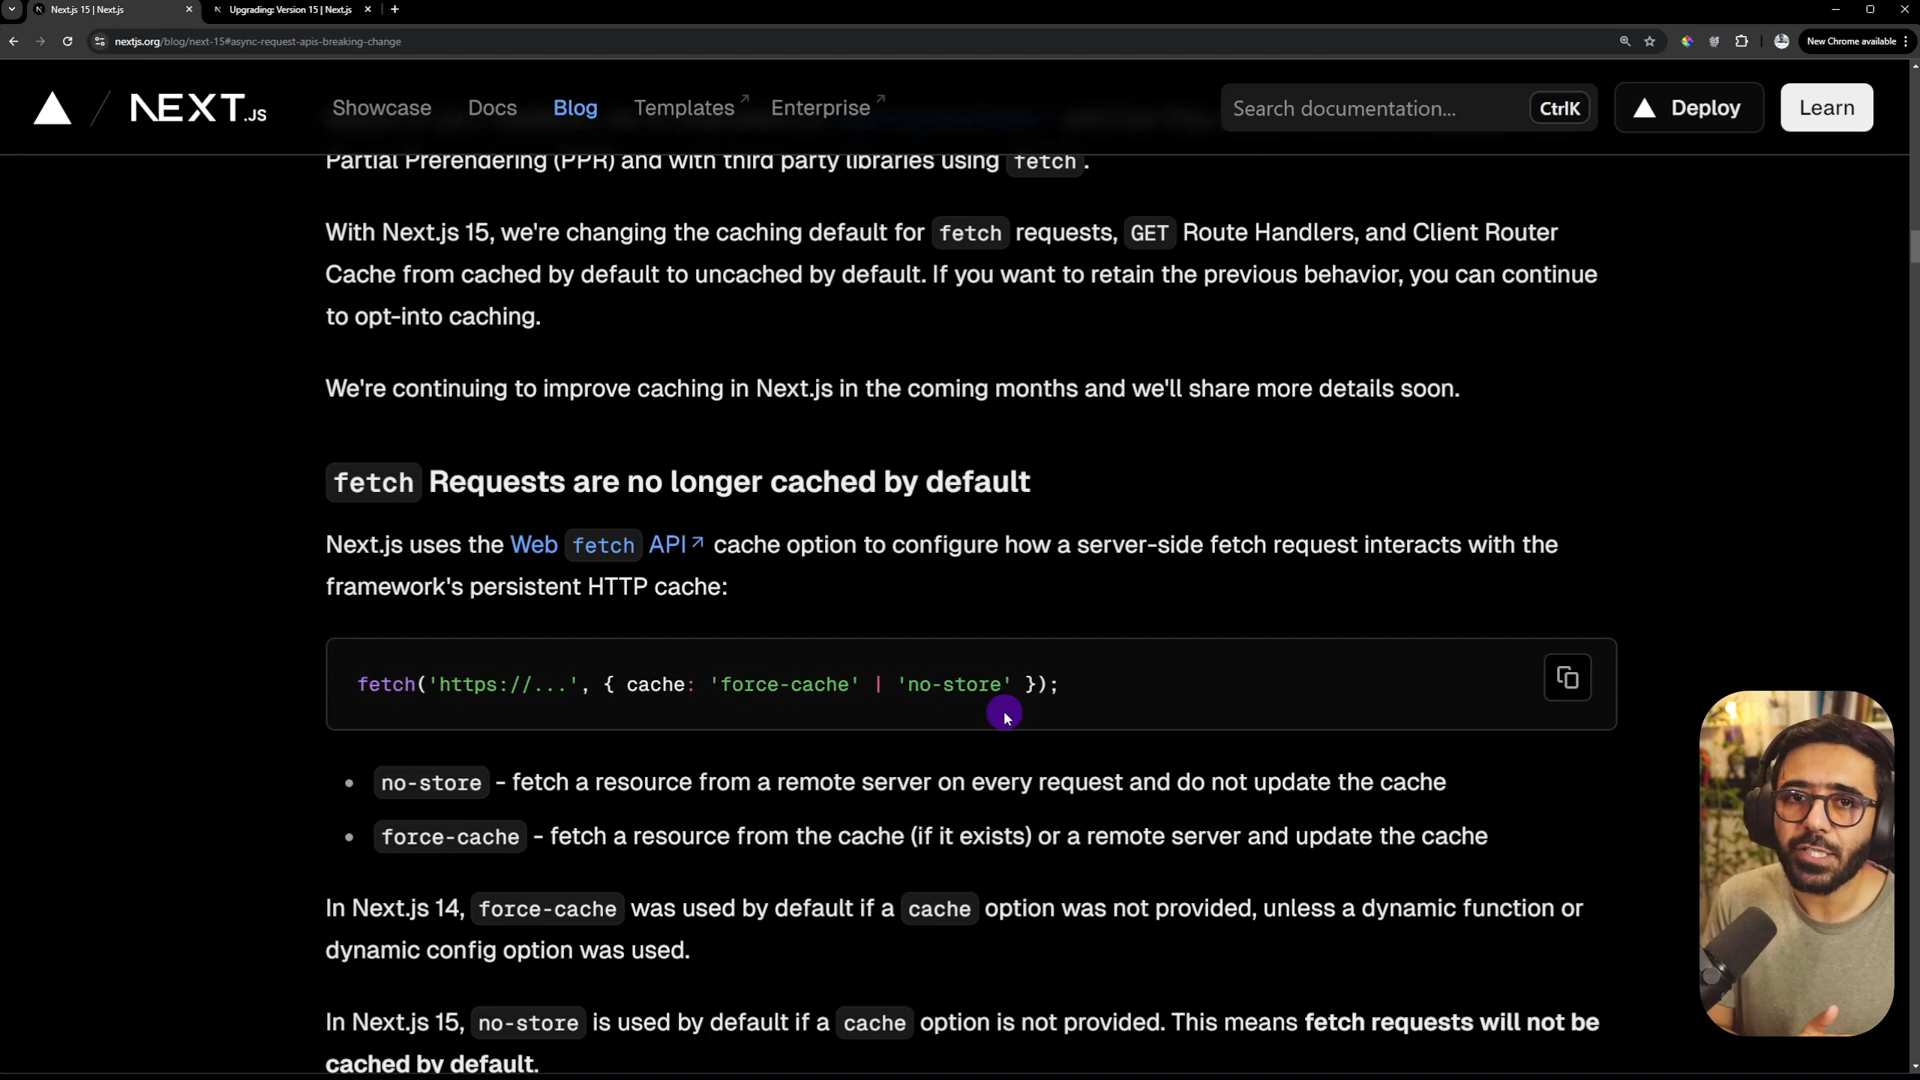 Next.js 15 | Next.js
Upgrading: Version 15 | Next.js
nextjs.org/blog/next-15#async-request-apis-breaking-change
New Chrome available
NEXT.JS
Showcase
Docs
Blog
Templates
Enterprise
Search documentation...
CtrlK
Deploy
Learn
Partial Prerendering (PPR) and with third party libraries using fetch.
With Next.js 15, we're changing the caching default for fetch requests, GET Route Handlers, and Client Router
Cache from cached by default to uncached by default. If you want to retain the previous behavior, you can continue
to opt-into caching.
We're continuing to improve caching in Next.js in the coming months and we'll share more details soon.
fetch Requests are no longer cached by default
Next.js uses the Web fetch API↗ cache option to configure how a server-side fetch request interacts with the
framework's persistent HTTP cache:
fetch('https://...', { cache: 'force-cache' | 'no-store' });
• no-store - fetch a resource from a remote server on every request and do not update the cache
• force-cache - fetch a resource from the cache (if it exists) or a remote server and update the cache
In Next.js 14, force-cache was used by default if a cache option was not provided, unless a dynamic function or
dynamic config option was used.
In Next.js 15, no-store is used by default if a cache option is not provided. This means fetch requests will not be
cached by default.